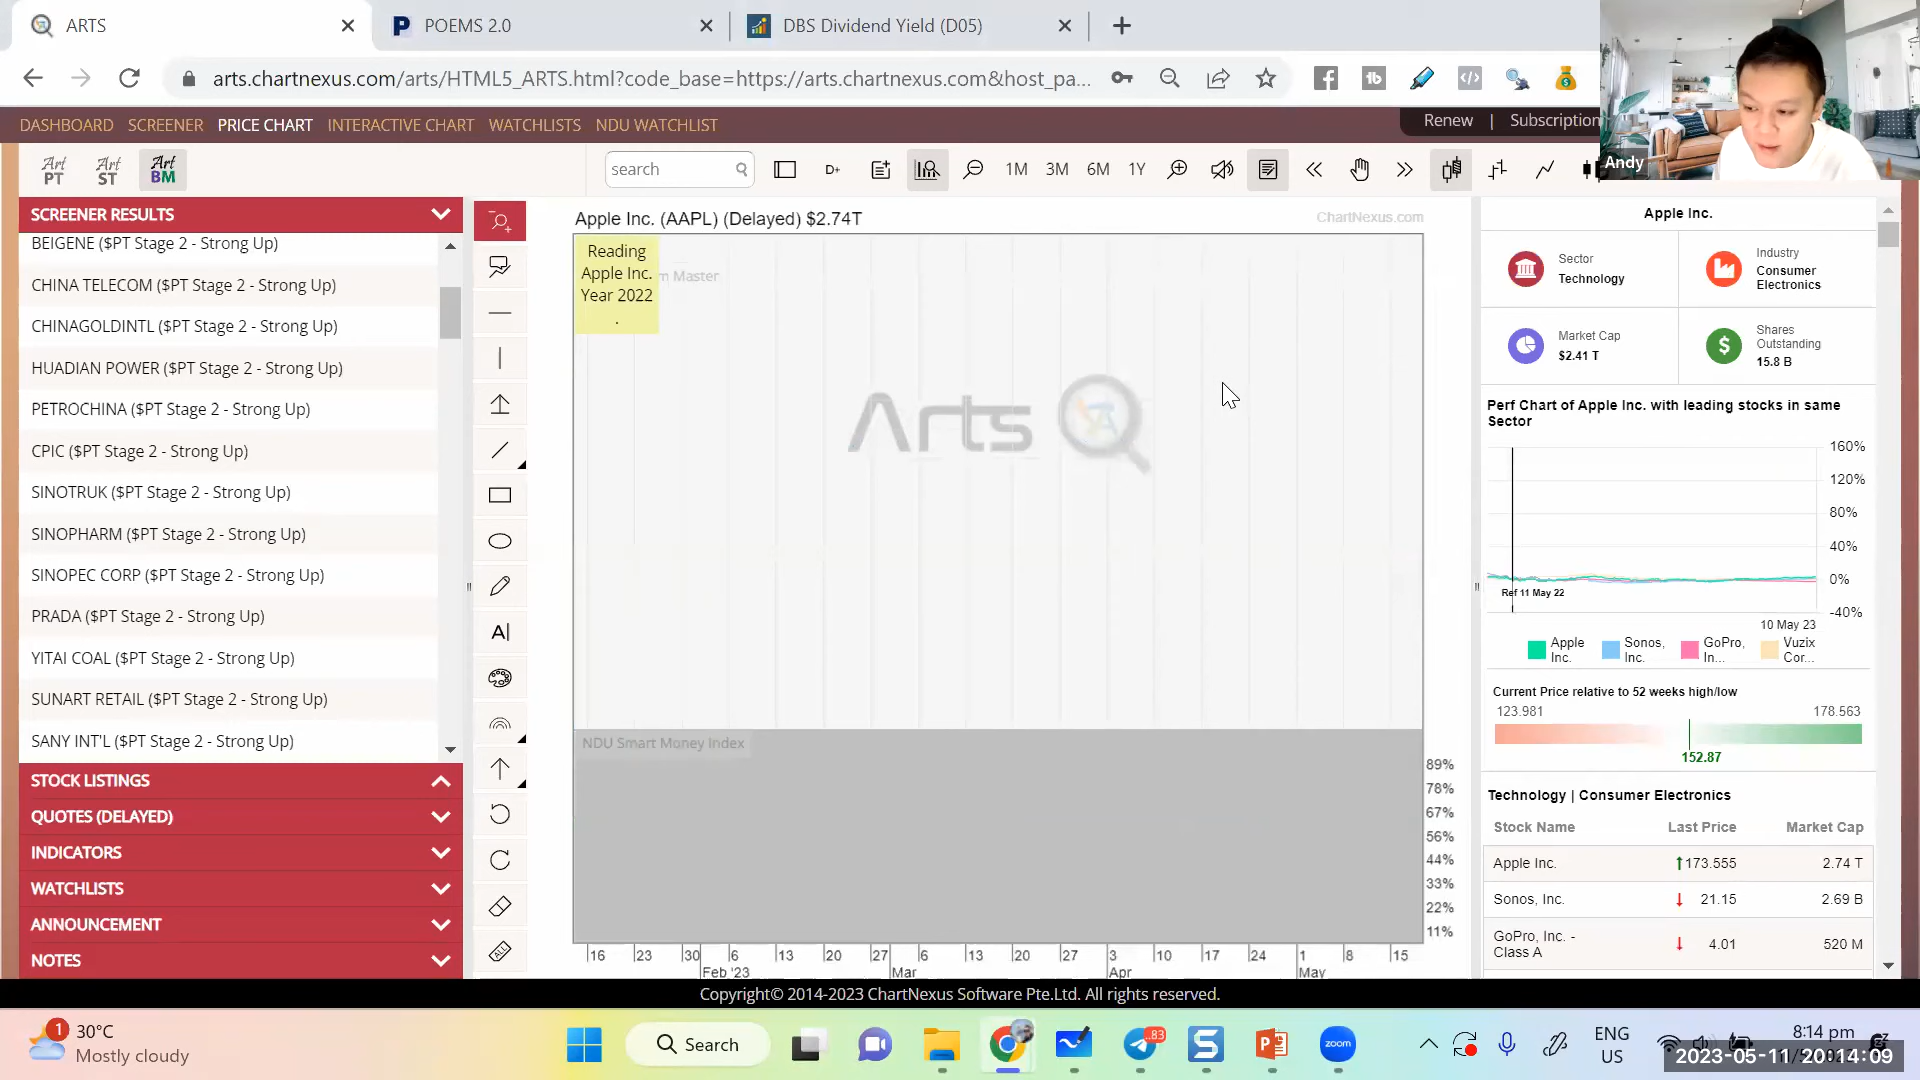 ARTS
POEMS 2.0
DBS Dividend Yield (D05)
arts.chartnexus.com/arts/HTML5_ARTS.html?code_base=https://arts.chartnexus.com&host_pa...
DASHBOARD SCREENER PRICE CHART INTERACTIVE CHART WATCHLISTS NDU WATCHLIST
Renew | Subscription
Andy
Art PT
Art ST
Art BM
search
D+
1M 3M 6M 1Y
SCREENER RESULTS
BEIGENE ($PT Stage 2 - Strong Up)
CHINA TELECOM ($PT Stage 2 - Strong Up)
CHINAGOLDINTL ($PT Stage 2 - Strong Up)
HUADIAN POWER ($PT Stage 2 - Strong Up)
PETROCHINA ($PT Stage 2 - Strong Up)
CPIC ($PT Stage 2 - Strong Up)
SINOTRUK ($PT Stage 2 - Strong Up)
SINOPHARM ($PT Stage 2 - Strong Up)
SINOPEC CORP ($PT Stage 2 - Strong Up)
PRADA ($PT Stage 2 - Strong Up)
YITAI COAL ($PT Stage 2 - Strong Up)
SUNART RETAIL ($PT Stage 2 - Strong Up)
SANY INT'L ($PT Stage 2 - Strong Up)
STOCK LISTINGS
QUOTES (DELAYED)
INDICATORS
WATCHLISTS
ANNOUNCEMENT
NOTES
A|
Apple Inc. (AAPL) (Delayed) $2.74T
ChartNexus.com
Reading
Apple Inc.
Year 2022
.
Master
Arts
NDU Smart Money Index
89%
78%
67%
56%
44%
33%
22%
11%
16 23 30 6 13 20 27 6 13 20 27 3 10 17 24 1 8 15
Feb '23 Mar Apr May
Apple Inc.
Sector
Technology
Industry
Consumer
Electronics
Market Cap
$2.41 T
Shares
Outstanding
15.8 B
Perf Chart of Apple Inc. with leading stocks in same
Sector
160%
120%
80%
40%
0%
-40%
Ref 11 May 22
10 May 23
Apple Inc.
Sonos, Inc.
GoPro, In...
Vuzix Cor...
Current Price relative to 52 weeks high/low
123.981 178.563
152.87
Technology | Consumer Electronics
Stock Name Last Price Market Cap
Apple Inc. 173.555 2.74 T
Sonos, Inc. 21.15 2.69 B
GoPro, Inc. -
Class A 4.01 520 M
Copyright© 2014-2023 ChartNexus Software Pte.Ltd. All rights reserved.
1
30°C
Mostly cloudy
Search
83
zoom
ENG
US
8:14 pm
2023-05-11 20:14:09